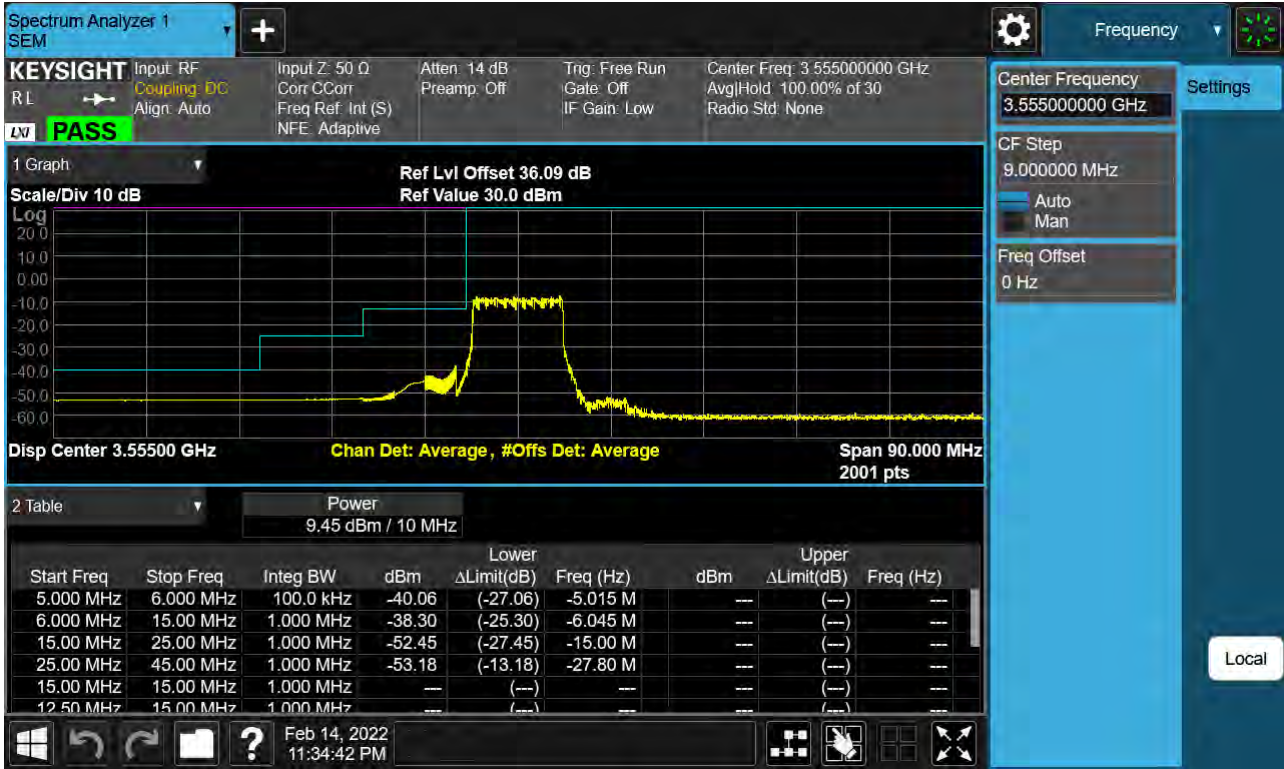 Spectrum Analyzer 1
SEM
+
Frequency
KEYSIGHT
RL
LXI
PASS
Input: RF
Coupling: DC
Align: Auto
Input Z: 50 Ω
Corr CCorr
Freq Ref: Int (S)
NFE: Adaptive
Atten: 14 dB
Preamp: Off
Trig: Free Run
Gate: Off
IF Gain: Low
Center Freq: 3.555000000 GHz
Avg|Hold: 100.00% of 30
Radio Std: None
Center Frequency
3.555000000 GHz
Settings
CF Step
9.000000 MHz
Auto
Man
Freq Offset
0 Hz
1 Graph
Scale/Div 10 dB
Ref Lvl Offset 36.09 dB
Ref Value 30.0 dBm
Log
20.0
10.0
0.00
-10.0
-20.0
-30.0
-40.0
-50.0
-60.0
Disp Center 3.55500 GHz
Chan Det: Average, #Offs Det: Average
Span 90.000 MHz
2001 pts
2 Table
Power
9.45 dBm / 10 MHz
Lower Upper
Start Freq Stop Freq Integ BW dBm ΔLimit(dB) Freq (Hz) dBm ΔLimit(dB) Freq (Hz)
5.000 MHz 6.000 MHz 100.0 kHz -40.06 (-27.06) -5.015 M --- (---) ---
6.000 MHz 15.00 MHz 1.000 MHz -38.30 (-25.30) -6.045 M --- (---) ---
15.00 MHz 25.00 MHz 1.000 MHz -52.45 (-27.45) -15.00 M --- (---) ---
25.00 MHz 45.00 MHz 1.000 MHz -53.18 (-13.18) -27.80 M --- (---) ---
15.00 MHz 15.00 MHz 1.000 MHz --- (---) --- --- (---) ---
12.50 MHz 15.00 MHz 1.000 MHz --- (---) --- --- (---) ---
Local
?
Feb 14, 2022
11:34:42 PM